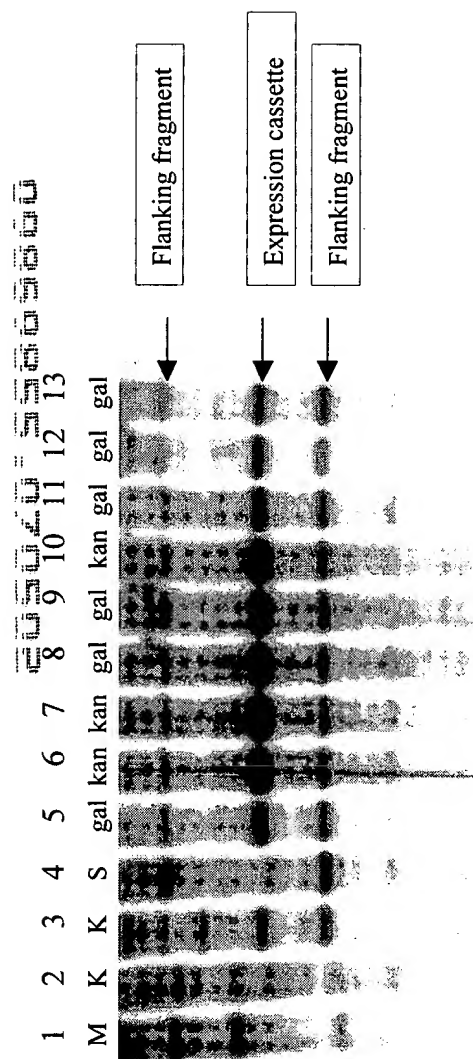 1 2 3 4 5 6 7 8 9 10 11 12 13
M K K S gal kan kan gal gal kan gal gal gal
Flanking fragment
Expression cassette
Flanking fragment